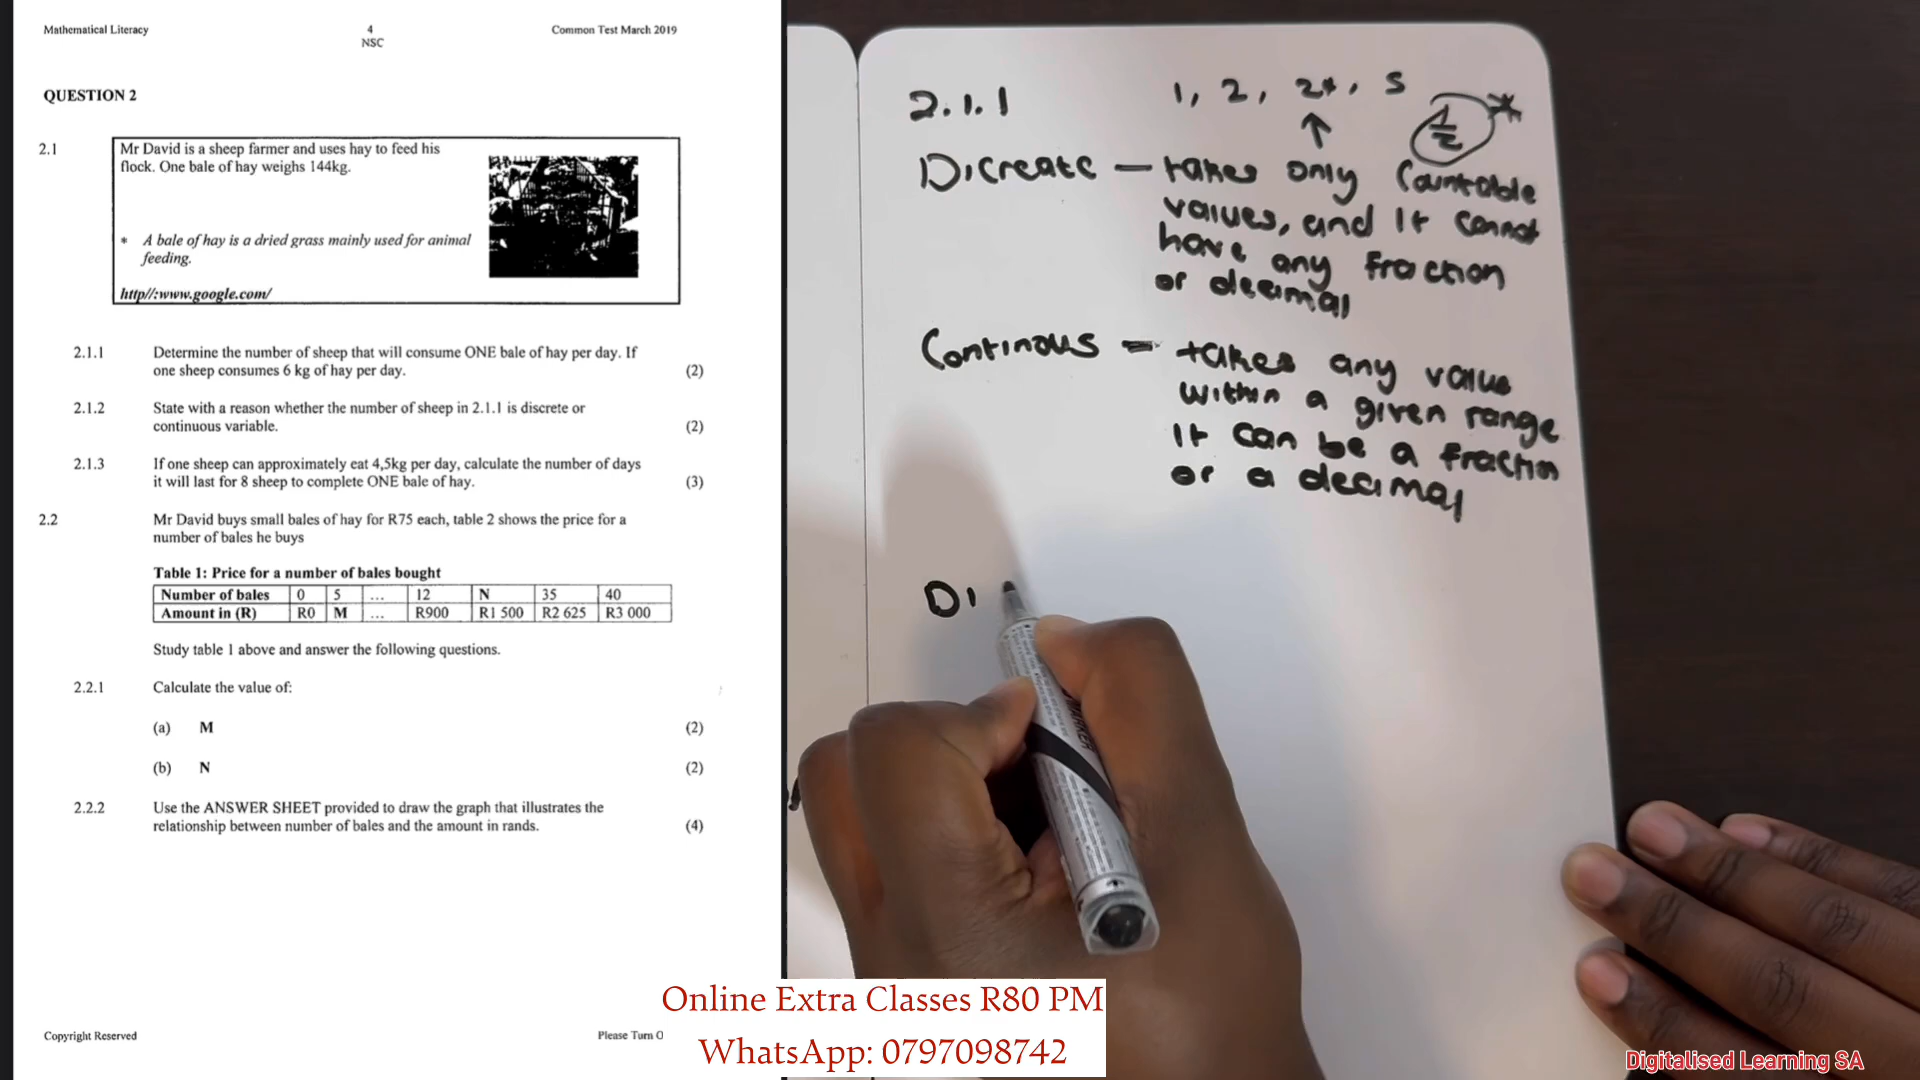 Mathematical Literacy
4
NSC
Common Test March 2019
QUESTION 2
2.1
Mr David is a sheep farmer and uses hay to feed his
flock. One bale of hay weighs 144kg.
* A bale of hay is a dried grass mainly used for animal
feeding.
http//:www.google.com/
2.1.1 Determine the number of sheep that will consume ONE bale of hay per day. If
one sheep consumes 6 kg of hay per day. (2)
2.1.2 State with a reason whether the number of sheep in 2.1.1 is discrete or
continuous variable. (2)
2.1.3 If one sheep can approximately eat 4,5kg per day, calculate the number of days
it will last for 8 sheep to complete ONE bale of hay. (3)
2.2 Mr David buys small bales of hay for R75 each, table 2 shows the price for a
number of bales he buys
Table 1: Price for a number of bales bought
Number of bales 0 5 ... 12 N 35 40
Amount in (R) R0 M ... R900 R1 500 R2 625 R3 000
Study table 1 above and answer the following questions.
2.2.1 Calculate the value of:
(a) M (2)
(b) N (2)
2.2.2 Use the ANSWER SHEET provided to draw the graph that illustrates the
relationship between number of bales and the amount in rands. (4)
Copyright Reserved
Please Turn O
2.1.1
1, 2, 24, 5
1/2 *
Dicreate - takes only Countable
values, and It cannot
have any fraction
or decimal
Continous - takes any value
within a given range
It can be a fraction
or a decimal
Di
Online Extra Classes R80 PM
WhatsApp: 0797098742
Digitalised Learning SA